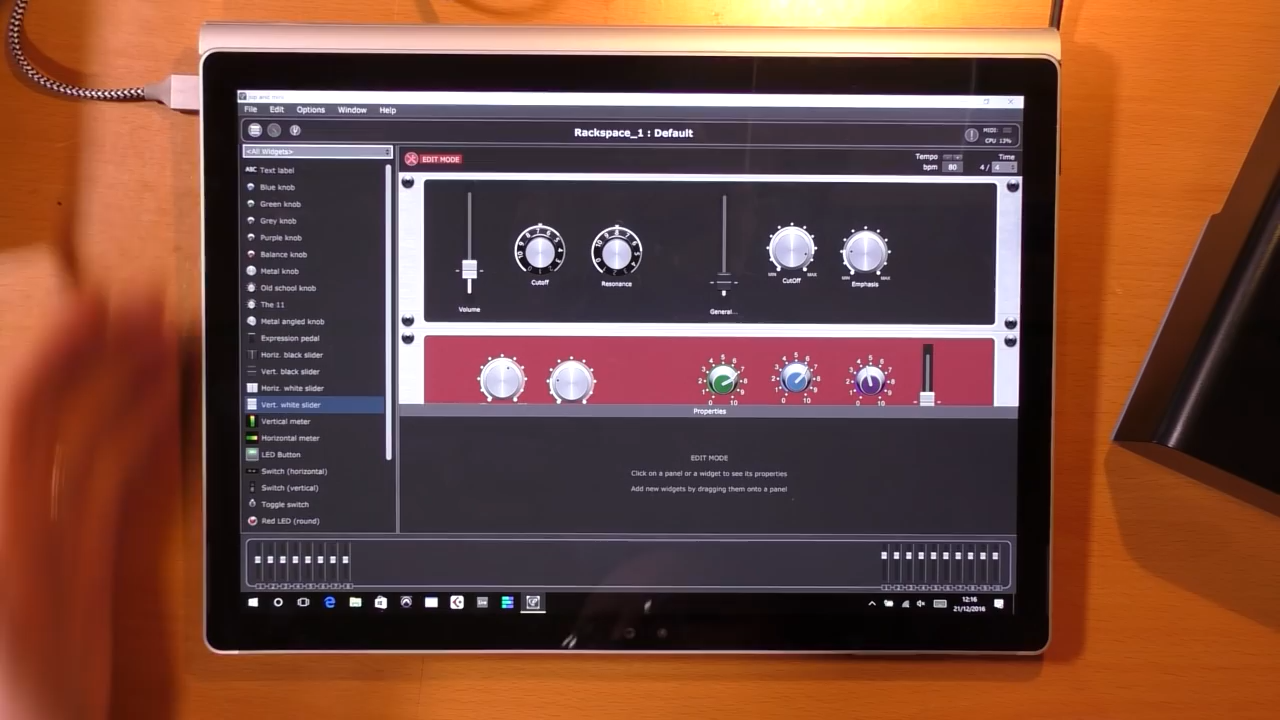 File Edit Options Window Help
Rackspace_1 : Default
MIDI:
CPU 13%
<All Widgets>
EDIT MODE
Tempo
bpm 80
Time
4 / 4
ABC Text label
Blue knob
Green knob
Grey knob
Purple knob
Balance knob
Metal knob
Old school knob
The 11
Metal angled knob
Expression pedal
Horiz. black slider
Vert. black slider
Horiz. white slider
Vert. white slider
Vertical meter
Horizontal meter
LED Button
Switch (horizontal)
Switch (vertical)
Toggle switch
Red LED (round)
Volume
Cutoff
Resonance
General...
MIN MAX
CutOff
MIN MAX
Emphasis
Properties
EDIT MODE
Click on a panel or a widget to see its properties
Add new widgets by dragging them onto a panel
12:16
21/12/2016